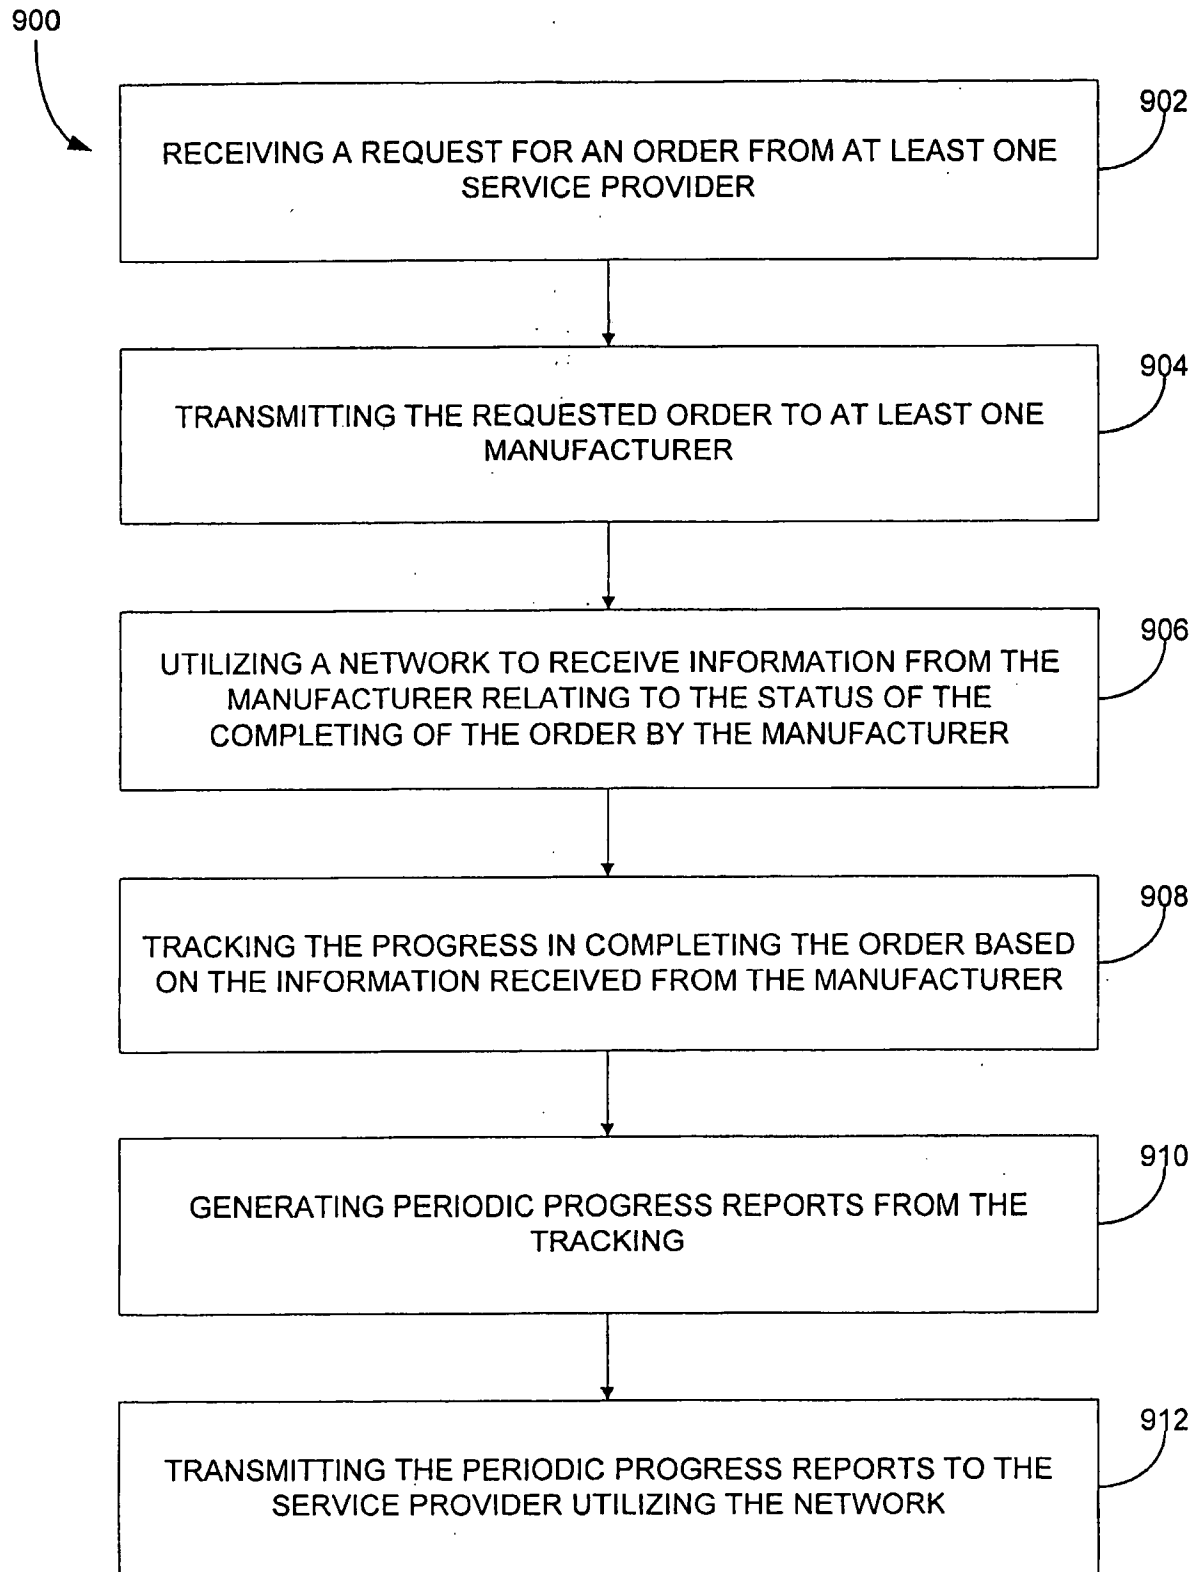 900
902
RECEIVING A REQUEST FOR AN ORDER FROM AT LEAST ONE
SERVICE PROVIDER
904
TRANSMITTING THE REQUESTED ORDER TO AT LEAST ONE
MANUFACTURER
906
UTILIZING A NETWORK TO RECEIVE INFORMATION FROM THE
MANUFACTURER RELATING TO THE STATUS OF THE
COMPLETING OF THE ORDER BY THE MANUFACTURER
908
TRACKING THE PROGRESS IN COMPLETING THE ORDER BASED
ON THE INFORMATION RECEIVED FROM THE MANUFACTURER
910
GENERATING PERIODIC PROGRESS REPORTS FROM THE
TRACKING
912
TRANSMITTING THE PERIODIC PROGRESS REPORTS TO THE
SERVICE PROVIDER UTILIZING THE NETWORK